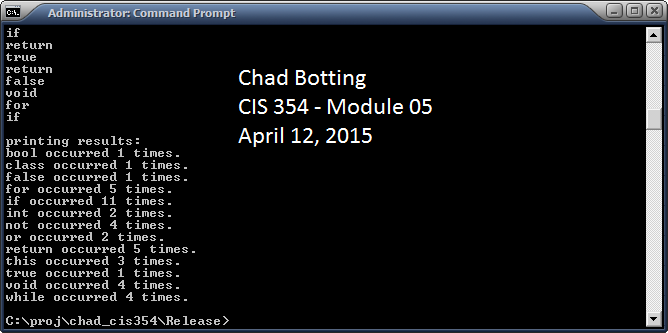 Administrator: Command Prompt
if
return
true
return
false
void
for
if
Chad Botting
CIS 354 - Module 05
April 12, 2015
printing results:
bool occurred 1 times.
class occurred 1 times.
false occurred 1 times.
for occurred 5 times.
if occurred 11 times.
int occurred 2 times.
not occurred 4 times.
or occurred 2 times.
return occurred 5 times.
this occurred 3 times.
true occurred 1 times.
void occurred 4 times.
while occurred 4 times.
C:\proj\chad_cis354\Release>